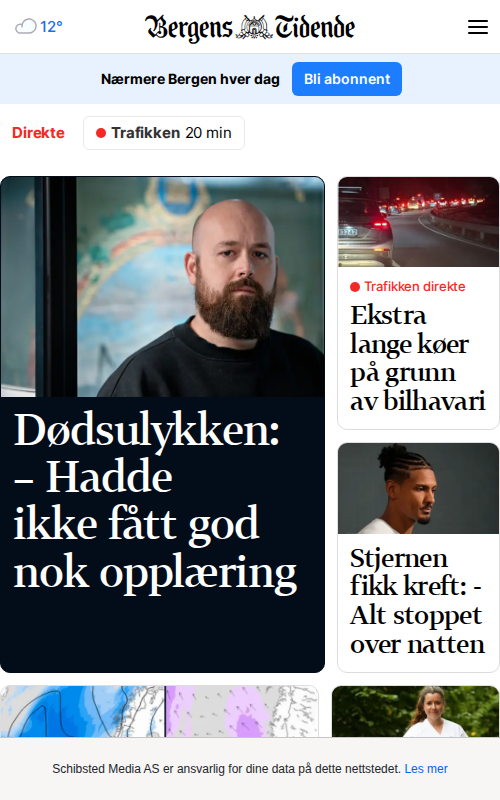 12°
Bergens Tidende
Nærmere Bergen hver dag
Bli abonnent
Direkte
Trafikken 20 min
Dødsulykken:
– Hadde
ikke fått god
nok opplæring
Trafikken direkte
Ekstra
lange køer
på grunn
av bilhavari
Stjernen
fikk kreft: -
Alt stoppet
over natten
Schibsted Media AS er ansvarlig for dine data på dette nettstedet. Les mer